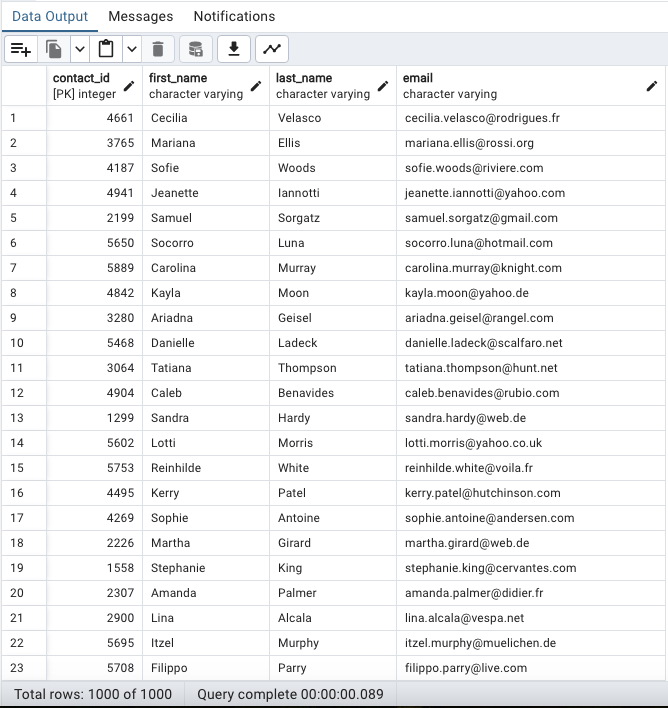 Data Output Messages Notifications
contact_id first_name last_name email
[PK] integer character varying character varying character varying
1 4661 Cecilia Velasco cecilia.velasco@rodrigues.fr
2 3765 Mariana Ellis mariana.ellis@rossi.org
3 4187 Sofie Woods sofie.woods@riviere.com
4 4941 Jeanette Iannotti jeanette.iannotti@yahoo.com
5 2199 Samuel Sorgatz samuel.sorgatz@gmail.com
6 5650 Socorro Luna socorro.luna@hotmail.com
7 5889 Carolina Murray carolina.murray@knight.com
8 4842 Kayla Moon kayla.moon@yahoo.de
9 3280 Ariadna Geisel ariadna.geisel@rangel.com
10 5468 Danielle Ladeck danielle.ladeck@scalfaro.net
11 3064 Tatiana Thompson tatiana.thompson@hunt.net
12 4904 Caleb Benavides caleb.benavides@rubio.com
13 1299 Sandra Hardy sandra.hardy@web.de
14 5602 Lotti Morris lotti.morris@yahoo.co.uk
15 5753 Reinhilde White reinhilde.white@voila.fr
16 4495 Kerry Patel kerry.patel@hutchinson.com
17 4269 Sophie Antoine sophie.antoine@andersen.com
18 2226 Martha Girard martha.girard@web.de
19 1558 Stephanie King stephanie.king@cervantes.com
20 2307 Amanda Palmer amanda.palmer@didier.fr
21 2900 Lina Alcala lina.alcala@vespa.net
22 5695 Itzel Murphy itzel.murphy@muelichen.de
23 5708 Filippo Parry filippo.parry@live.com
Total rows: 1000 of 1000 Query complete 00:00:00.089